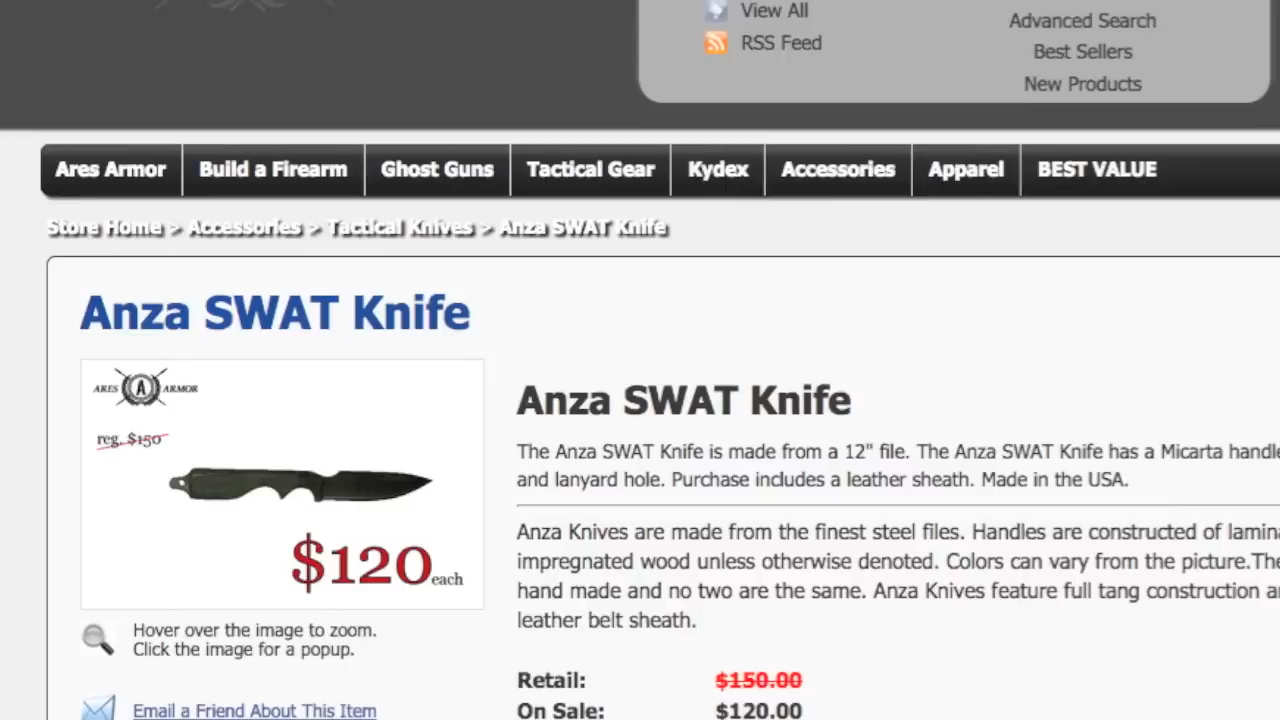 View All
RSS Feed
Advanced Search
Best Sellers
New Products
Ares Armor
Build a Firearm
Ghost Guns
Tactical Gear
Kydex
Accessories
Apparel
BEST VALUE
Store Home > Accessories > Tactical Knives > Anza SWAT Knife
Anza SWAT Knife
ARES A ARMOR
reg. $150
$120 each
Hover over the image to zoom.
Click the image for a popup.
Email a Friend About This Item
Anza SWAT Knife
The Anza SWAT Knife is made from a 12" file. The Anza SWAT Knife has a Micarta handle
and lanyard hole. Purchase includes a leather sheath. Made in the USA.
Anza Knives are made from the finest steel files. Handles are constructed of lamina
impregnated wood unless otherwise denoted. Colors can vary from the picture.The
hand made and no two are the same. Anza Knives feature full tang construction a
leather belt sheath.
Retail: $150.00
On Sale: $120.00